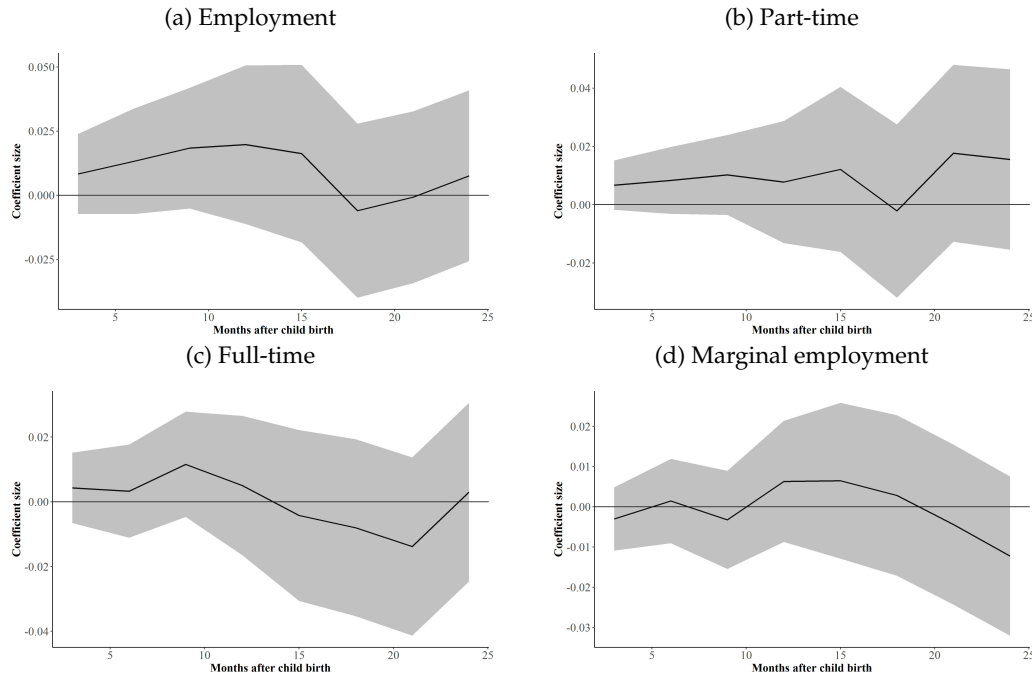 (a) Employment
0.050
0.025
0.000
-0.025
Coefficient size
5 10 15 20 25
Months after child birth
(b) Part-time
0.04
0.02
0.00
-0.02
Coefficient size
5 10 15 20 25
Months after child birth
(c) Full-time
0.02
0.00
-0.02
-0.04
Coefficient size
5 10 15 20 25
Months after child birth
(d) Marginal employment
0.02
0.01
0.00
-0.01
-0.02
-0.03
Coefficient size
5 10 15 20 25
Months after child birth